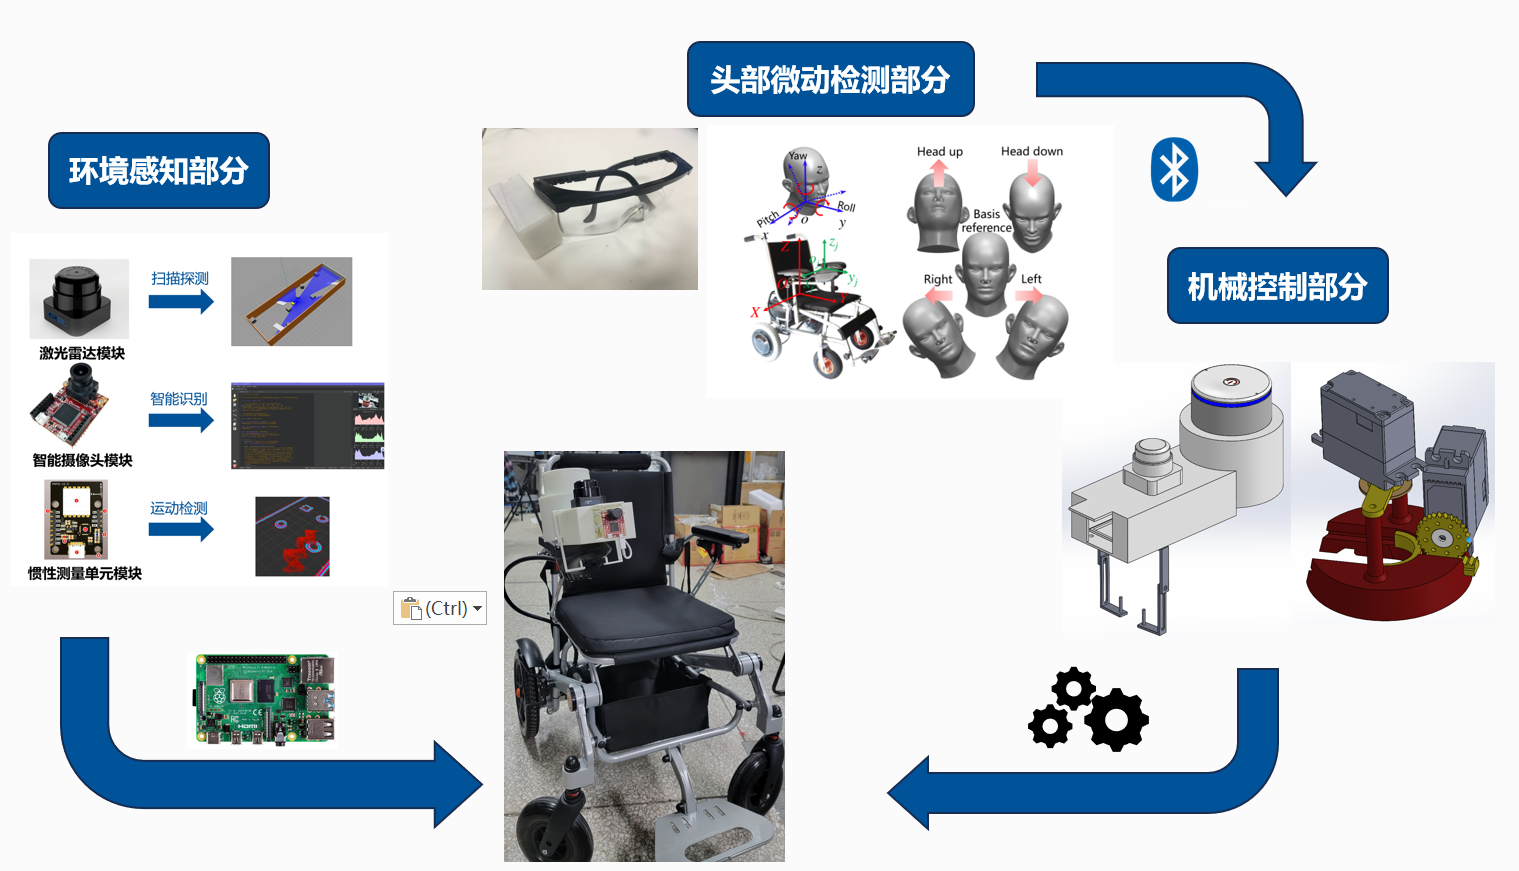 头部微动检测部分
环境感知部分
机械控制部分
扫描探测
激光雷达模块
智能识别
智能摄像头模块
运动检测
惯性测量单元模块
Yaw
z
Pitch
x
o
Roll
y
Z
X
Head up
Head down
Basis
reference
Right
Left
(Ctrl)
HDMI